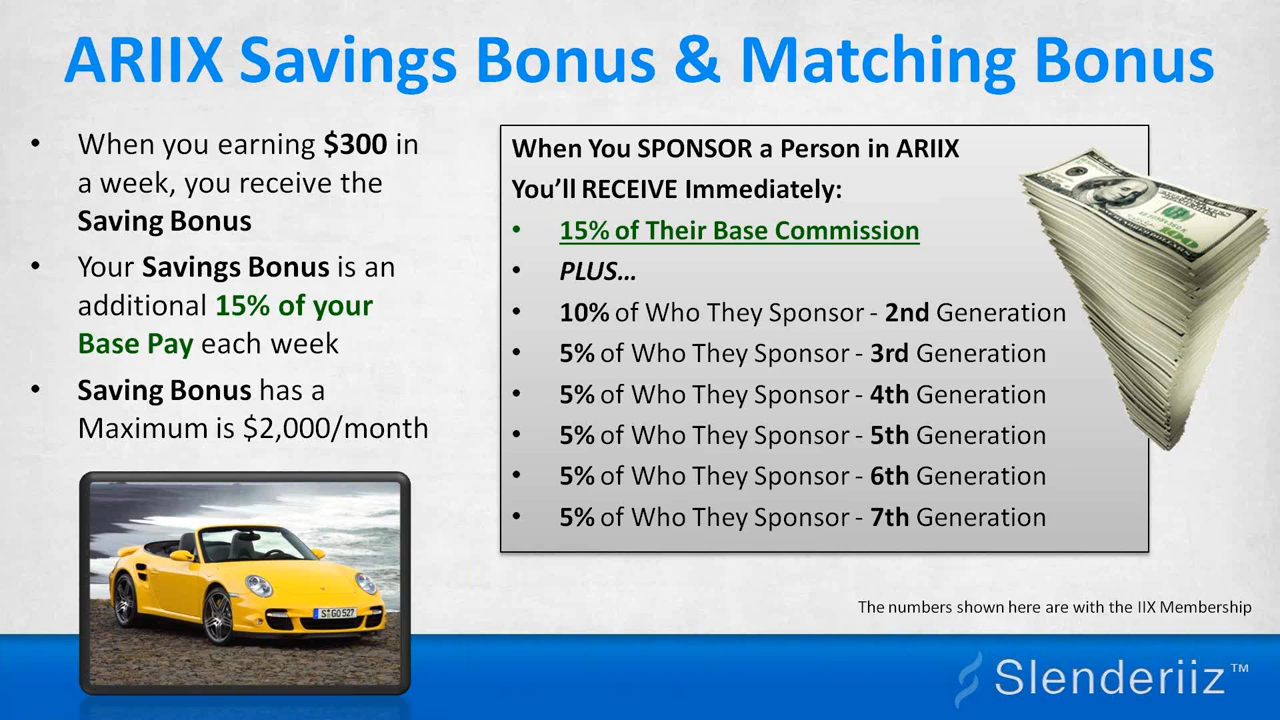 ARIIX Savings Bonus & Matching Bonus
• When you earning $300 in
a week, you receive the
Saving Bonus
• Your Savings Bonus is an
additional 15% of your
Base Pay each week
• Saving Bonus has a
Maximum is $2,000/month
When You SPONSOR a Person in ARIIX
You’ll RECEIVE Immediately:
• 15% of Their Base Commission
• PLUS…
• 10% of Who They Sponsor - 2nd Generation
• 5% of Who They Sponsor - 3rd Generation
• 5% of Who They Sponsor - 4th Generation
• 5% of Who They Sponsor - 5th Generation
• 5% of Who They Sponsor - 6th Generation
• 5% of Who They Sponsor - 7th Generation
100
S GO 527
The numbers shown here are with the IIX Membership
Slenderiiz™